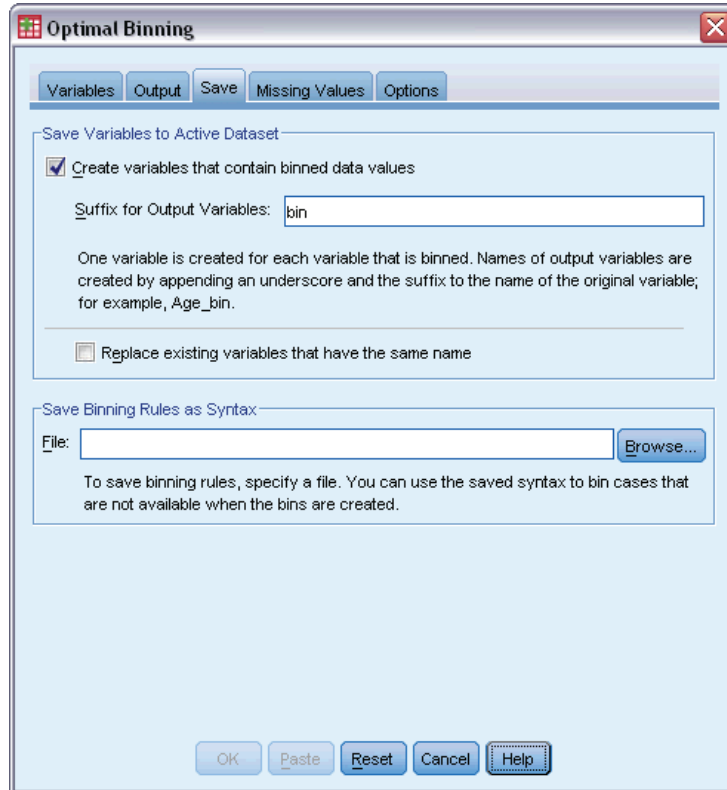 Optimal Binning
Variables Output Save Missing Values Options
Save Variables to Active Dataset
Create variables that contain binned data values
Suffix for Output Variables: bin
One variable is created for each variable that is binned. Names of output variables are
created by appending an underscore and the suffix to the name of the original variable;
for example, Age_bin.
Replace existing variables that have the same name
Save Binning Rules as Syntax
File: Browse...
To save binning rules, specify a file. You can use the saved syntax to bin cases that
are not available when the bins are created.
OK Paste Reset Cancel Help